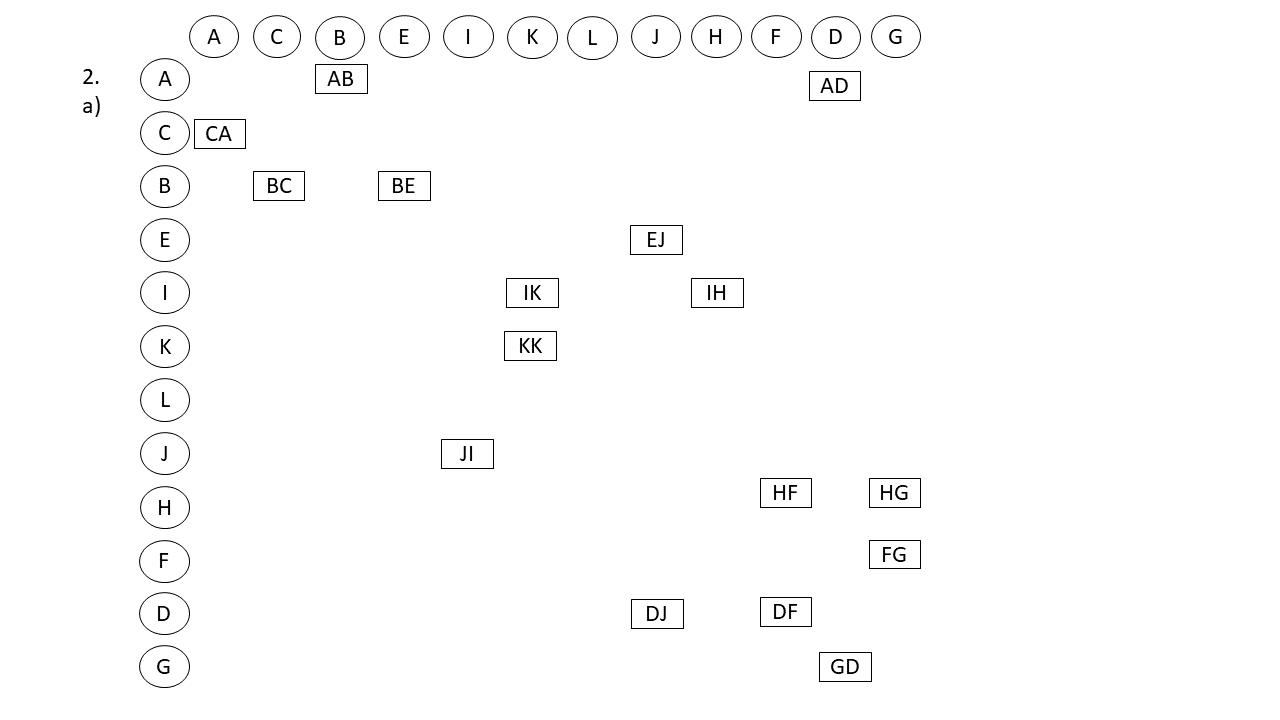 A C B E I K L J H F D G
2.
a)
A AB AD
C CA
B BC BE
E EJ
I IK IH
K KK
L
J JI
H HF HG
F FG
D DJ DF
G GD